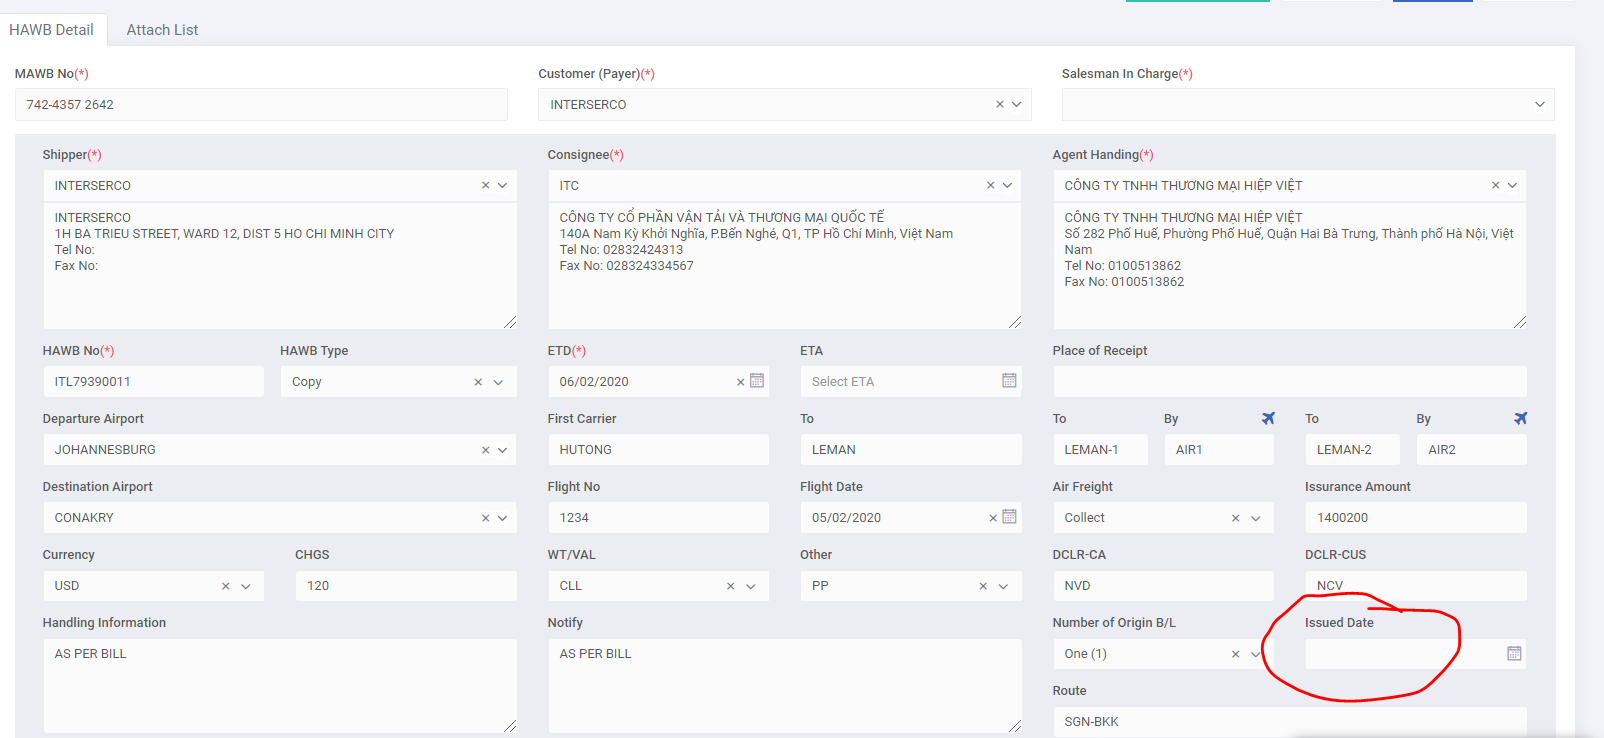 HAWB Detail Attach List
MAWB No(*) Customer (Payer)(*) Salesman In Charge(*)
742-4357 2642 INTERSERCO
Shipper(*) Consignee(*) Agent Handing(*)
INTERSERCO ITC CÔNG TY TNHH THƯƠNG MẠI HIỆP VIỆT
INTERSERCO
1H BA TRIEU STREET, WARD 12, DIST 5 HO CHI MINH CITY
Tel No:
Fax No:
CÔNG TY CỔ PHẦN VẬN TẢI VÀ THƯƠNG MẠI QUỐC TẾ
140A Nam Kỳ Khởi Nghĩa, P.Bến Nghé, Q1, TP Hồ Chí Minh, Việt Nam
Tel No: 02832424313
Fax No: 028324334567
CÔNG TY TNHH THƯƠNG MẠI HIỆP VIỆT
Số 282 Phố Huế, Phường Phố Huế, Quận Hai Bà Trưng, Thành phố Hà Nội, Việt
Nam
Tel No: 0100513862
Fax No: 0100513862
HAWB No(*) HAWB Type ETD(*) ETA Place of Receipt
ITL79390011 Copy 06/02/2020 Select ETA
Departure Airport First Carrier To To By To By
JOHANNESBURG HUTONG LEMAN LEMAN-1 AIR1 LEMAN-2 AIR2
Destination Airport Flight No Flight Date Air Freight Issurance Amount
CONAKRY 1234 05/02/2020 Collect 1400200
Currency CHGS WT/VAL Other DCLR-CA DCLR-CUS
USD 120 CLL PP NVD NCV
Handling Information Notify Number of Origin B/L Issued Date
AS PER BILL AS PER BILL One (1)
Route
SGN-BKK